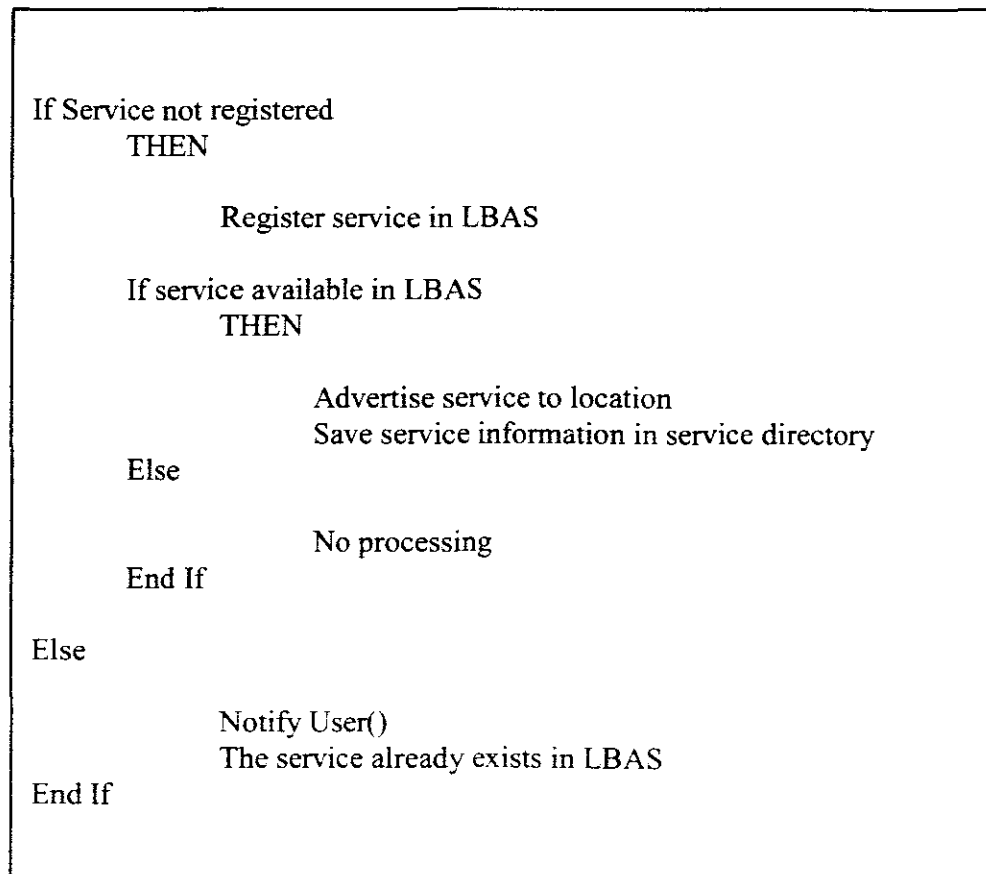 If Service not registered
THEN
Register service in LBAS
If service available in LBAS
THEN
Advertise service to location
Save service information in service directory
Else
No processing
End If
Else
Notify User()
The service already exists in LBAS
End If